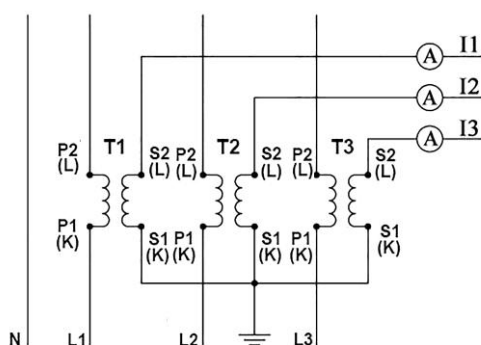 A I1
A I2
A I3
T1 T2 T3
P2 (L) S2 (L) P2 (L) S2 (L) P2 (L) S2 (L)
P1 (K) S1 (K) P1 (K) S1 (K) P1 (K) S1 (K)
N L1 L2 L3